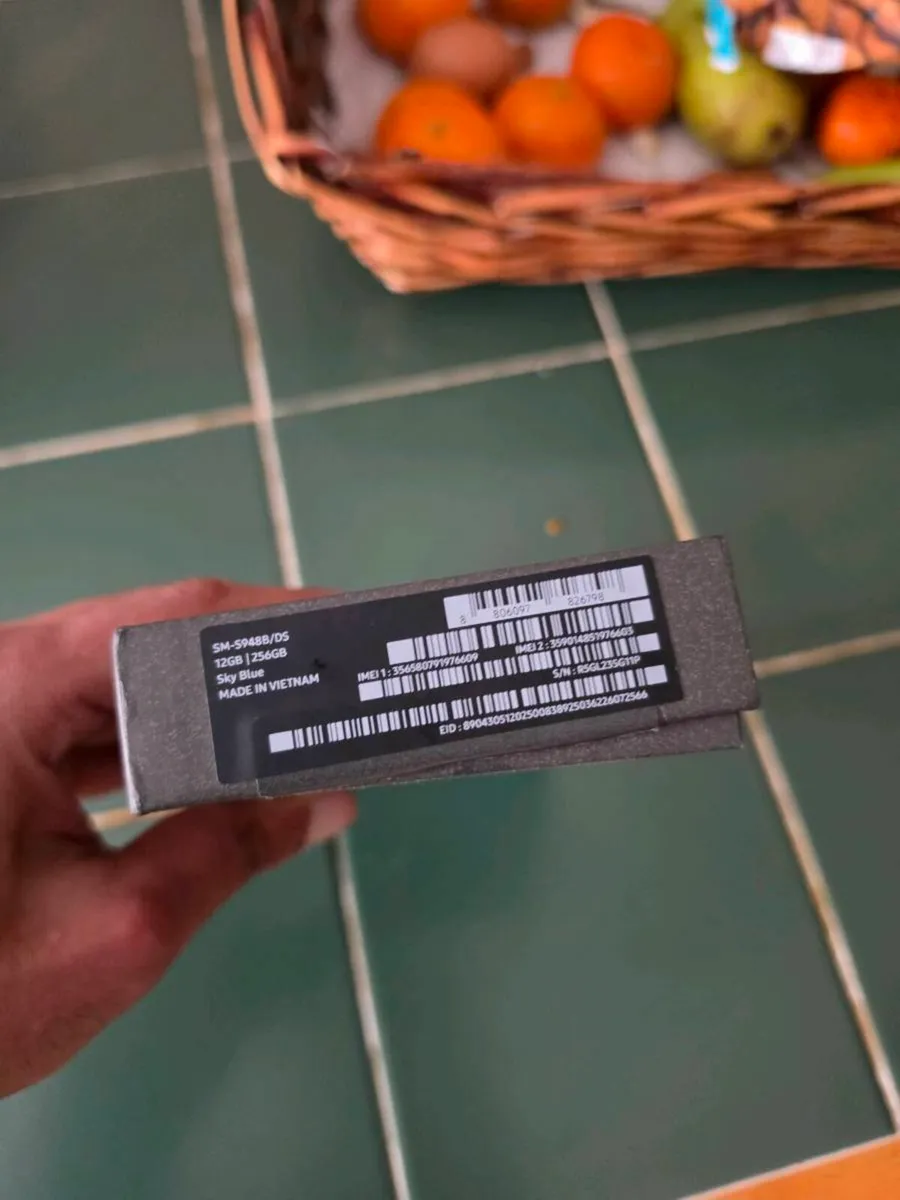 SM-S948B/DS
12GB | 256GB
Sky Blue
MADE IN VIETNAM
8 806097 826798
IMEI 1 : 356580791976609
IMEI 2 : 359014851976603
S/N : R5GL235G11P
EID : 89043051202500838925036226072566